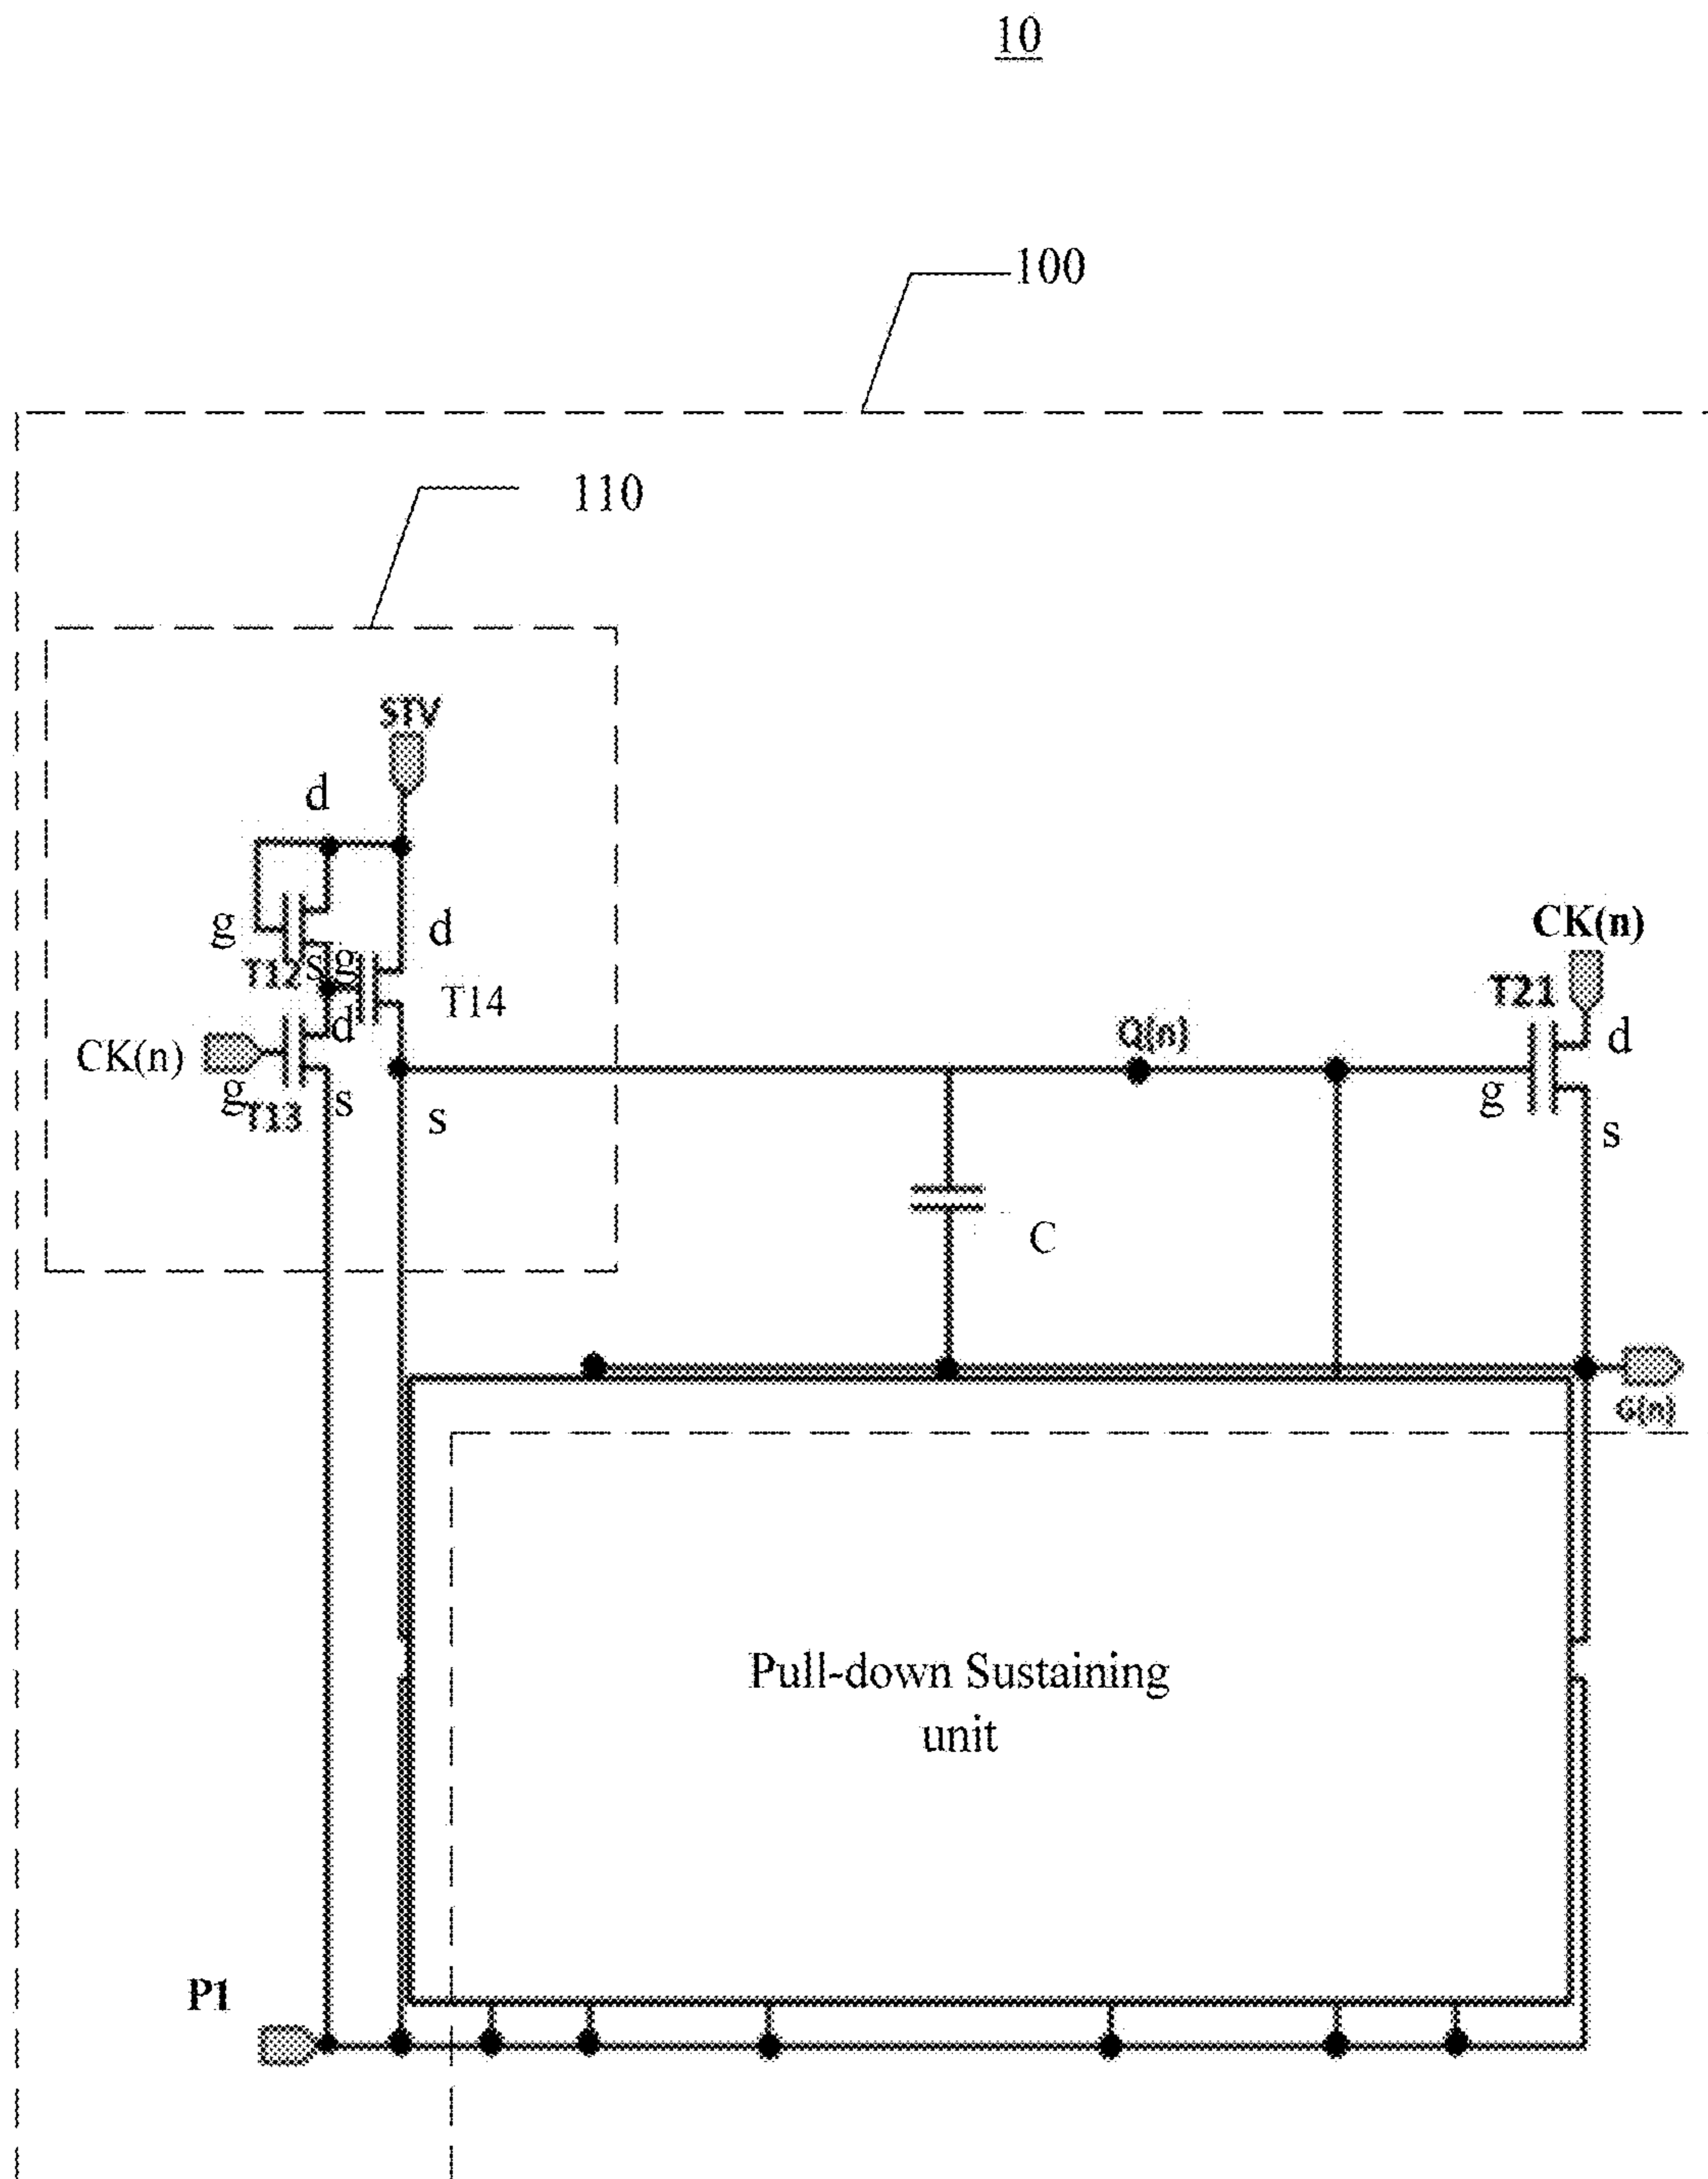 10
100
110
STV
d
g
d
CK(n)
T12
s
g
T14
T21
Q(n)
d
d
CK(n)
g
T13
s
s
g
s
C
G(n)
Pull-down Sustaining
unit
P1